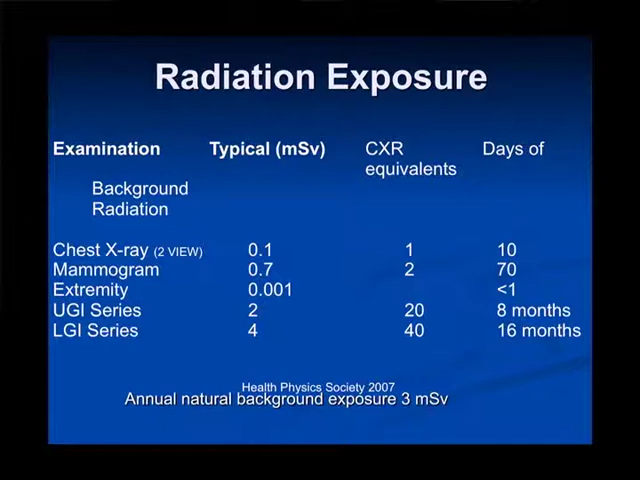 Radiation Exposure
Examination Typical (mSv) CXR equivalents Days of
Background
Radiation
Chest X-ray (2 VIEW) 0.1 1 10
Mammogram 0.7 2 70
Extremity 0.001 <1
UGI Series 2 20 8 months
LGI Series 4 40 16 months
Health Physics Society 2007
Annual natural background exposure 3 mSv